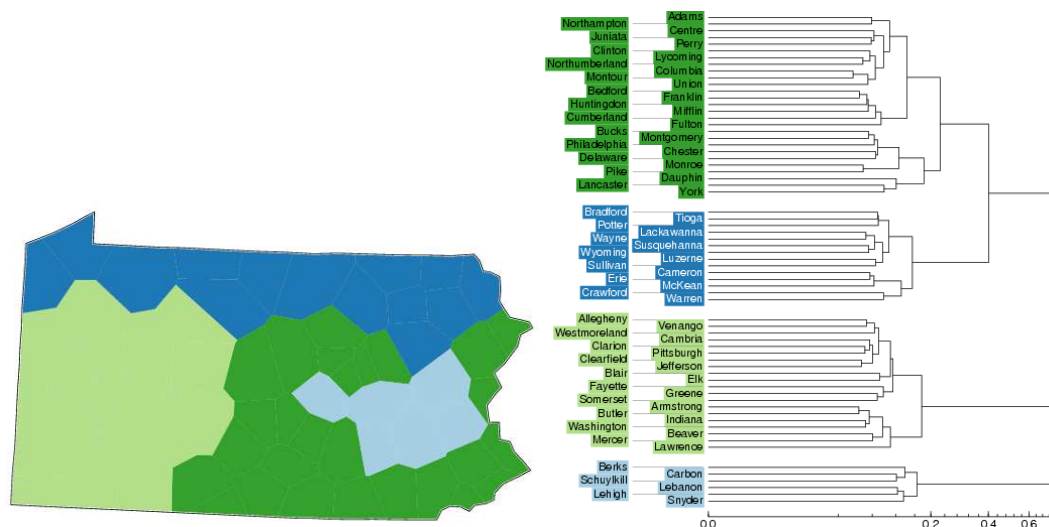 Adams
Northampton
Centre
Juniata
Perry
Clinton
Lycoming
Northumberland
Columbia
Montour
Union
Bedford
Franklin
Huntingdon
Mifflin
Cumberland
Fulton
Bucks
Montgomery
Philadelphia
Chester
Delaware
Monroe
Pike
Dauphin
Lancaster
York
Bradford
Tioga
Potter
Lackawanna
Wayne
Susquehanna
Wyoming
Luzerne
Sullivan
Cameron
Erie
McKean
Crawford
Warren
Allegheny
Venango
Westmoreland
Cambria
Clarion
Pittsburgh
Clearfield
Jefferson
Blair
Elk
Fayette
Greene
Somerset
Armstrong
Butler
Indiana
Washington
Beaver
Mercer
Lawrence
Berks
Carbon
Schuylkill
Lebanon
Lehigh
Snyder
0.0 0.2 0.4 0.6